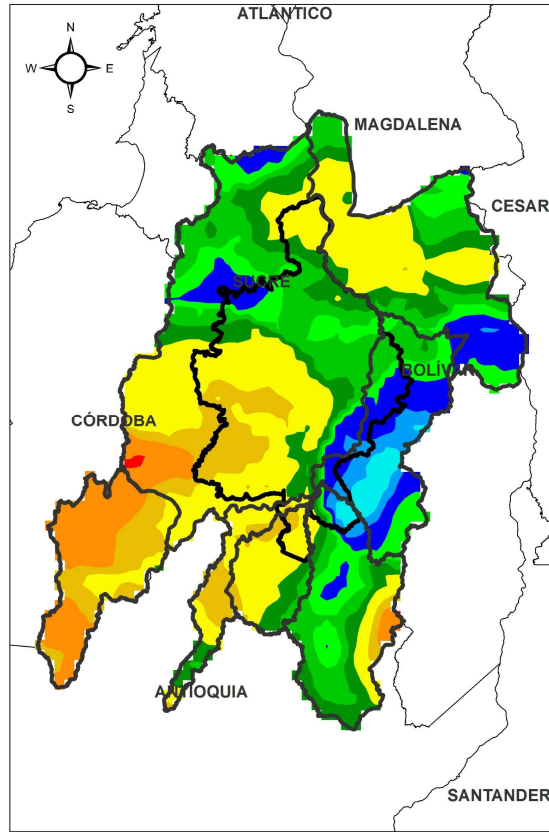 ATLÁNTICO
N
W
E
S
MAGDALENA
CESAR
SUCRE
BOLÍVAR
CÓRDOBA
ANTIOQUIA
SANTANDER